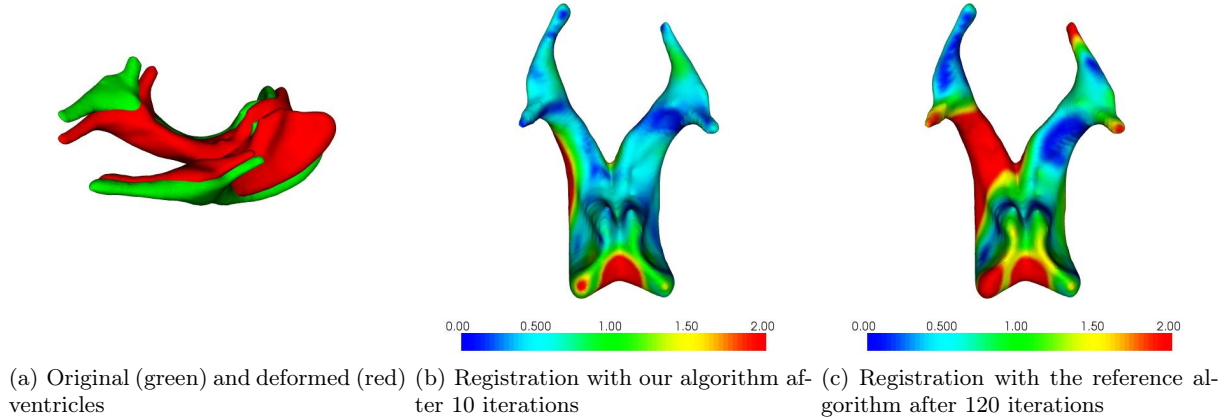 0.00 0.500 1.00 1.50 2.00
0.00 0.500 1.00 1.50 2.00
(a) Original (green) and deformed (red)
ventricles
(b) Registration with our algorithm af-
ter 10 iterations
(c) Registration with the reference al-
gorithm after 120 iterations